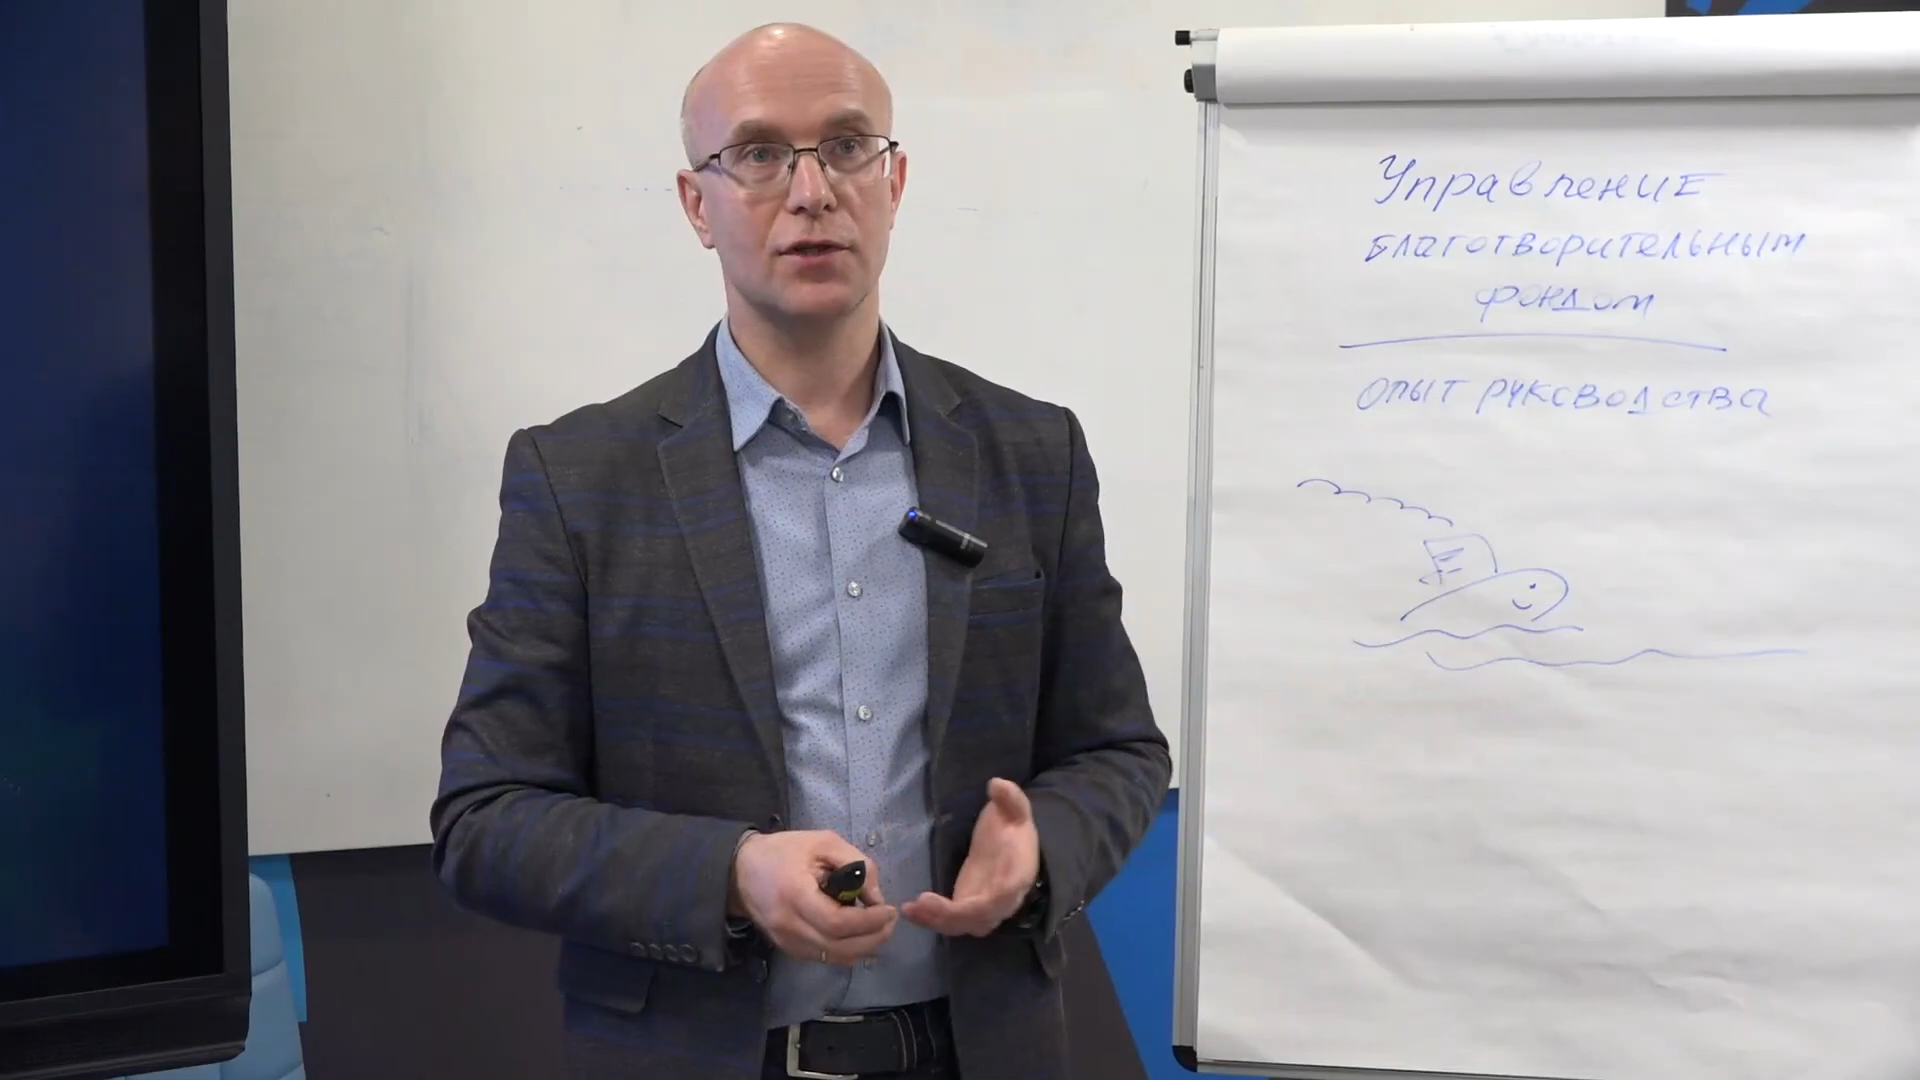 Управление
благотворительным
фондом
опыт руководства